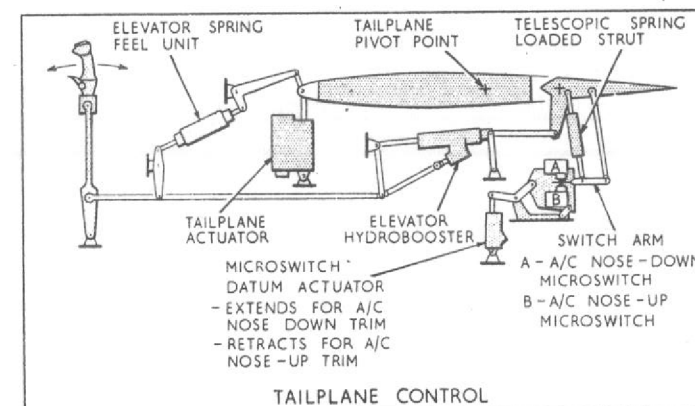 ELEVATOR SPRING
FEEL UNIT
TAILPLANE
PIVOT POINT
TELESCOPIC SPRING
LOADED STRUT
A
B
TAILPLANE
ACTUATOR
ELEVATOR
HYDROBOOSTER
MICROSWITCH
DATUM ACTUATOR
- EXTENDS FOR A/C
NOSE DOWN TRIM
- RETRACTS FOR A/C
NOSE-UP TRIM
SWITCH ARM
A - A/C NOSE-DOWN
MICROSWITCH
B - A/C NOSE-UP
MICROSWITCH
TAILPLANE CONTROL